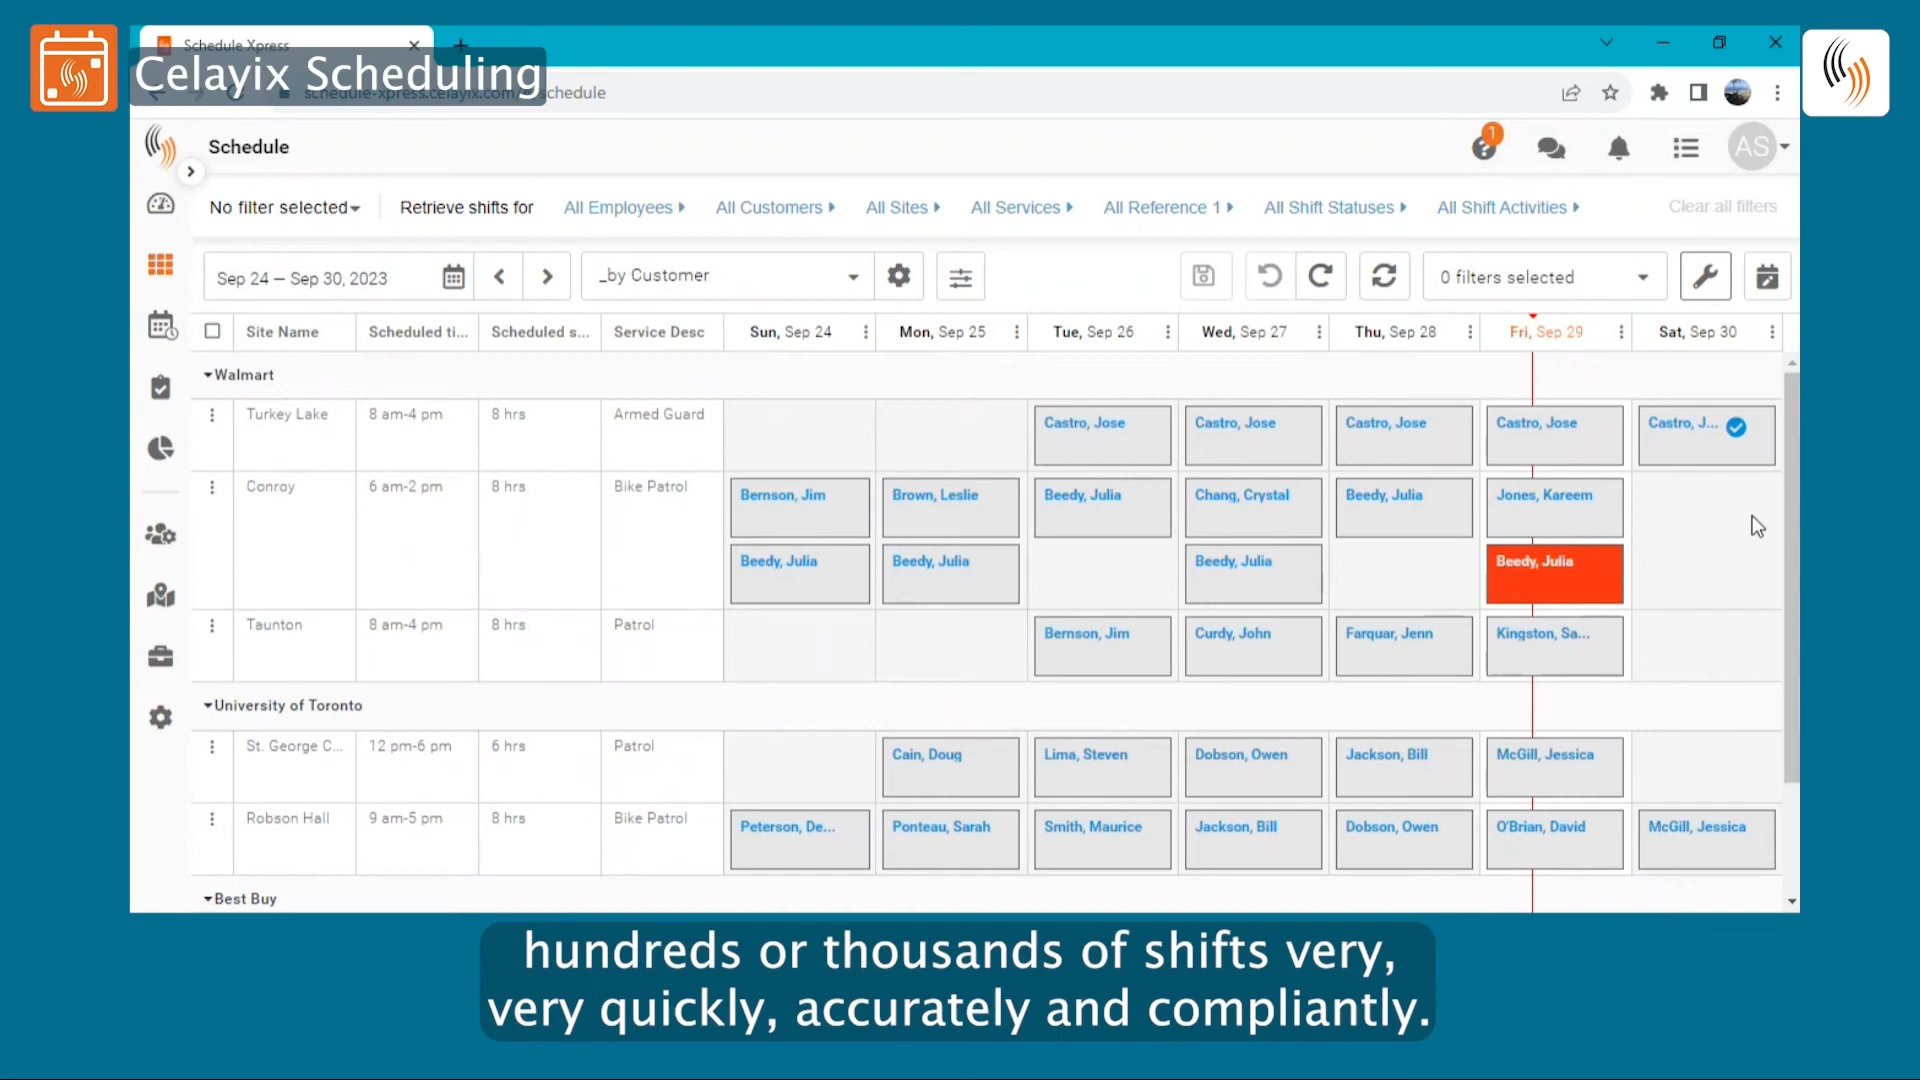 Schedule Xpress
Celayix Scheduling
schedule-xpress.celayix.com/ schedule
Schedule
1
AS
No filter selected
Retrieve shifts for
All Employees
All Customers
All Sites
All Services
All Reference 1
All Shift Statuses
All Shift Activities
Clear all filters
Sep 24 – Sep 30, 2023
_by Customer
0 filters selected
Site Name
Scheduled ti...
Scheduled s...
Service Desc
Sun, Sep 24
Mon, Sep 25
Tue, Sep 26
Wed, Sep 27
Thu, Sep 28
Fri, Sep 29
Sat, Sep 30
Walmart
Turkey Lake
8 am-4 pm
8 hrs
Armed Guard
Castro, Jose
Castro, Jose
Castro, Jose
Castro, Jose
Castro, J...
Conroy
6 am-2 pm
8 hrs
Bike Patrol
Bernson, Jim
Brown, Leslie
Beedy, Julia
Chang, Crystal
Beedy, Julia
Jones, Kareem
Beedy, Julia
Beedy, Julia
Beedy, Julia
Beedy, Julia
Taunton
8 am-4 pm
8 hrs
Patrol
Bernson, Jim
Curdy, John
Farquar, Jenn
Kingston, Sa...
University of Toronto
St. George C...
12 pm-6 pm
6 hrs
Patrol
Cain, Doug
Lima, Steven
Dobson, Owen
Jackson, Bill
McGill, Jessica
Robson Hall
9 am-5 pm
8 hrs
Bike Patrol
Peterson, De...
Ponteau, Sarah
Smith, Maurice
Jackson, Bill
Dobson, Owen
O'Brian, David
McGill, Jessica
Best Buy
hundreds or thousands of shifts very,
very quickly, accurately and compliantly.